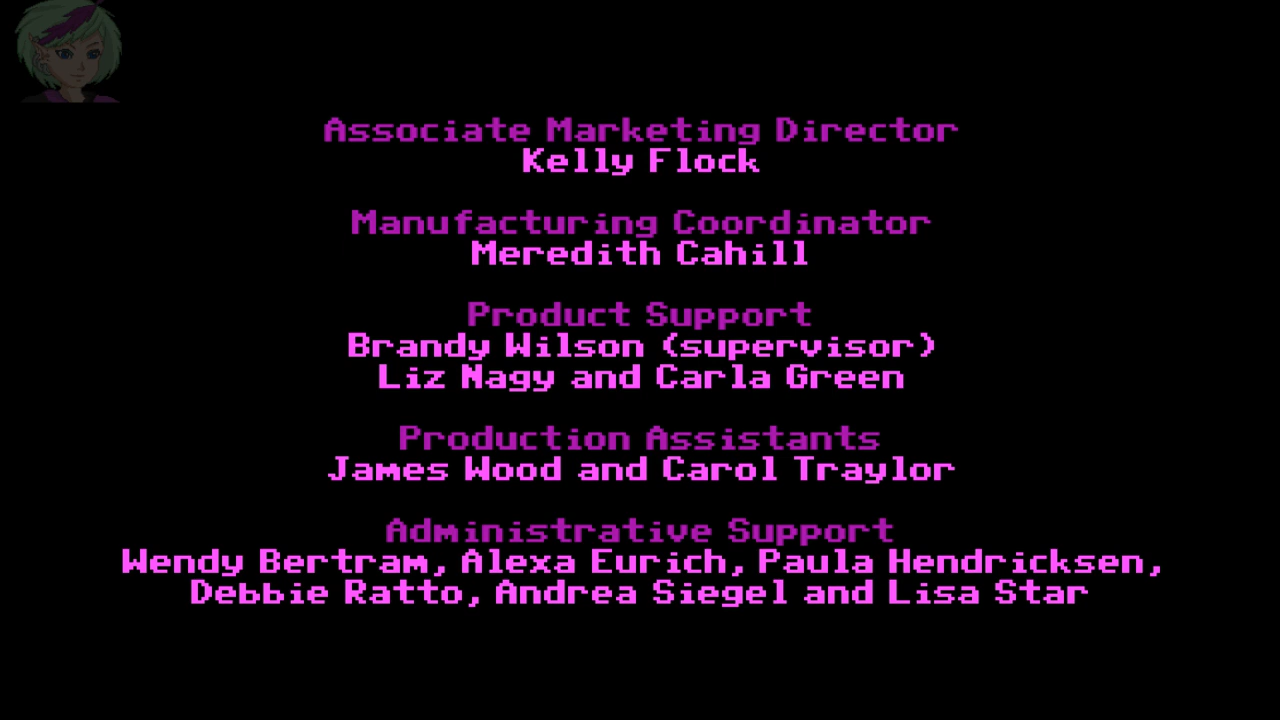 Associate Marketing Director
Kelly Flock
Manufacturing Coordinator
Meredith Cahill
Product Support
Brandy Wilson (supervisor)
Liz Nagy and Carla Green
Production Assistants
James Wood and Carol Traylor
Administrative Support
Wendy Bertram, Alexa Eurich, Paula Hendricksen,
Debbie Ratto, Andrea Siegel and Lisa Star